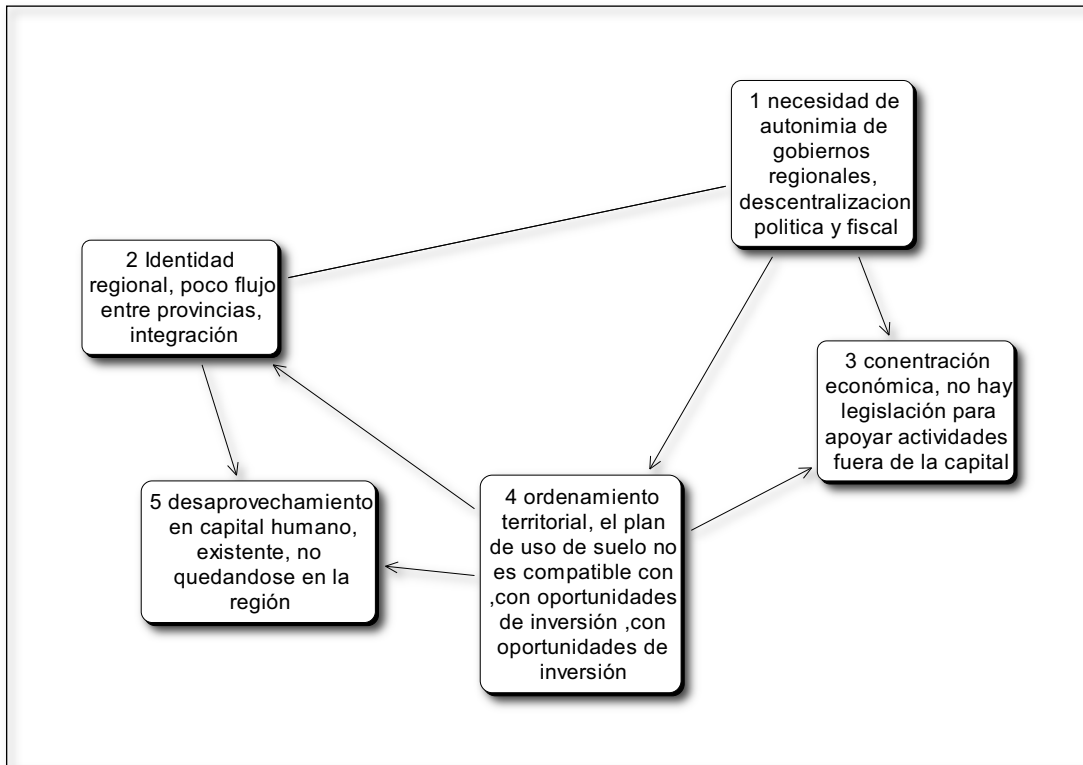 1 necesidad de
autonimia de
gobiernos
regionales,
descentralizacion
politica y fiscal
2 Identidad
regional, poco flujo
entre provincias,
integración
3 conentración
económica, no hay
legislación para
apoyar actividades
fuera de la capital
4 ordenamiento
territorial, el plan
de uso de suelo no
es compatible con
,con oportunidades
de inversión ,con
oportunidades de
inversión
5 desaprovechamiento
en capital humano,
existente, no
quedandose en la
región